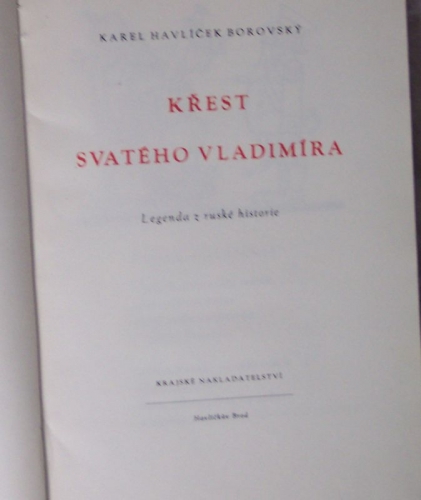 KAREL HAVLÍČEK BOROVSKÝ
KŘEST
SVATÉHO VLADIMÍRA
Legenda z ruské historie
KRAJSKÉ NAKLADATELSTVÍ
Havlíčkův Brod